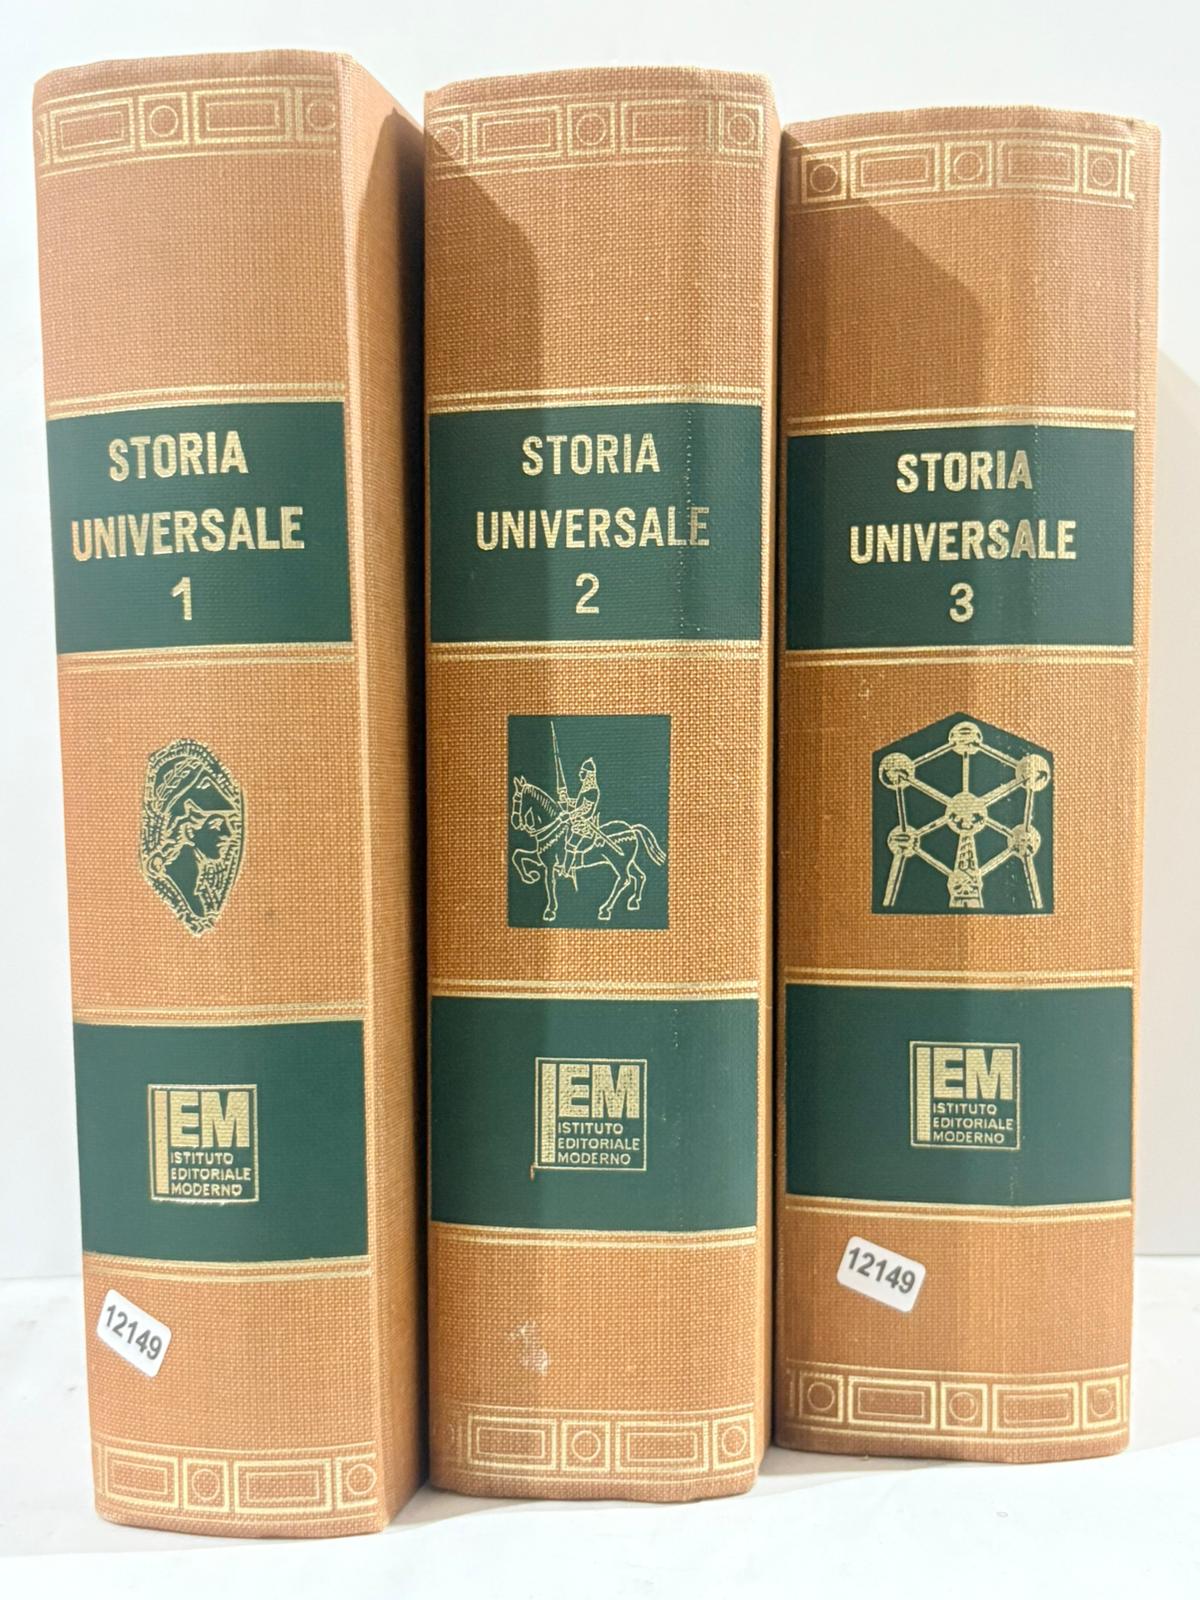 STORIA
UNIVERSALE
1
IEM
ISTITUTO
EDITORIALE
MODERNO
12149
STORIA
UNIVERSALE
2
IEM
ISTITUTO
EDITORIALE
MODERNO
STORIA
UNIVERSALE
3
IEM
ISTITUTO
EDITORIALE
MODERNO
12149